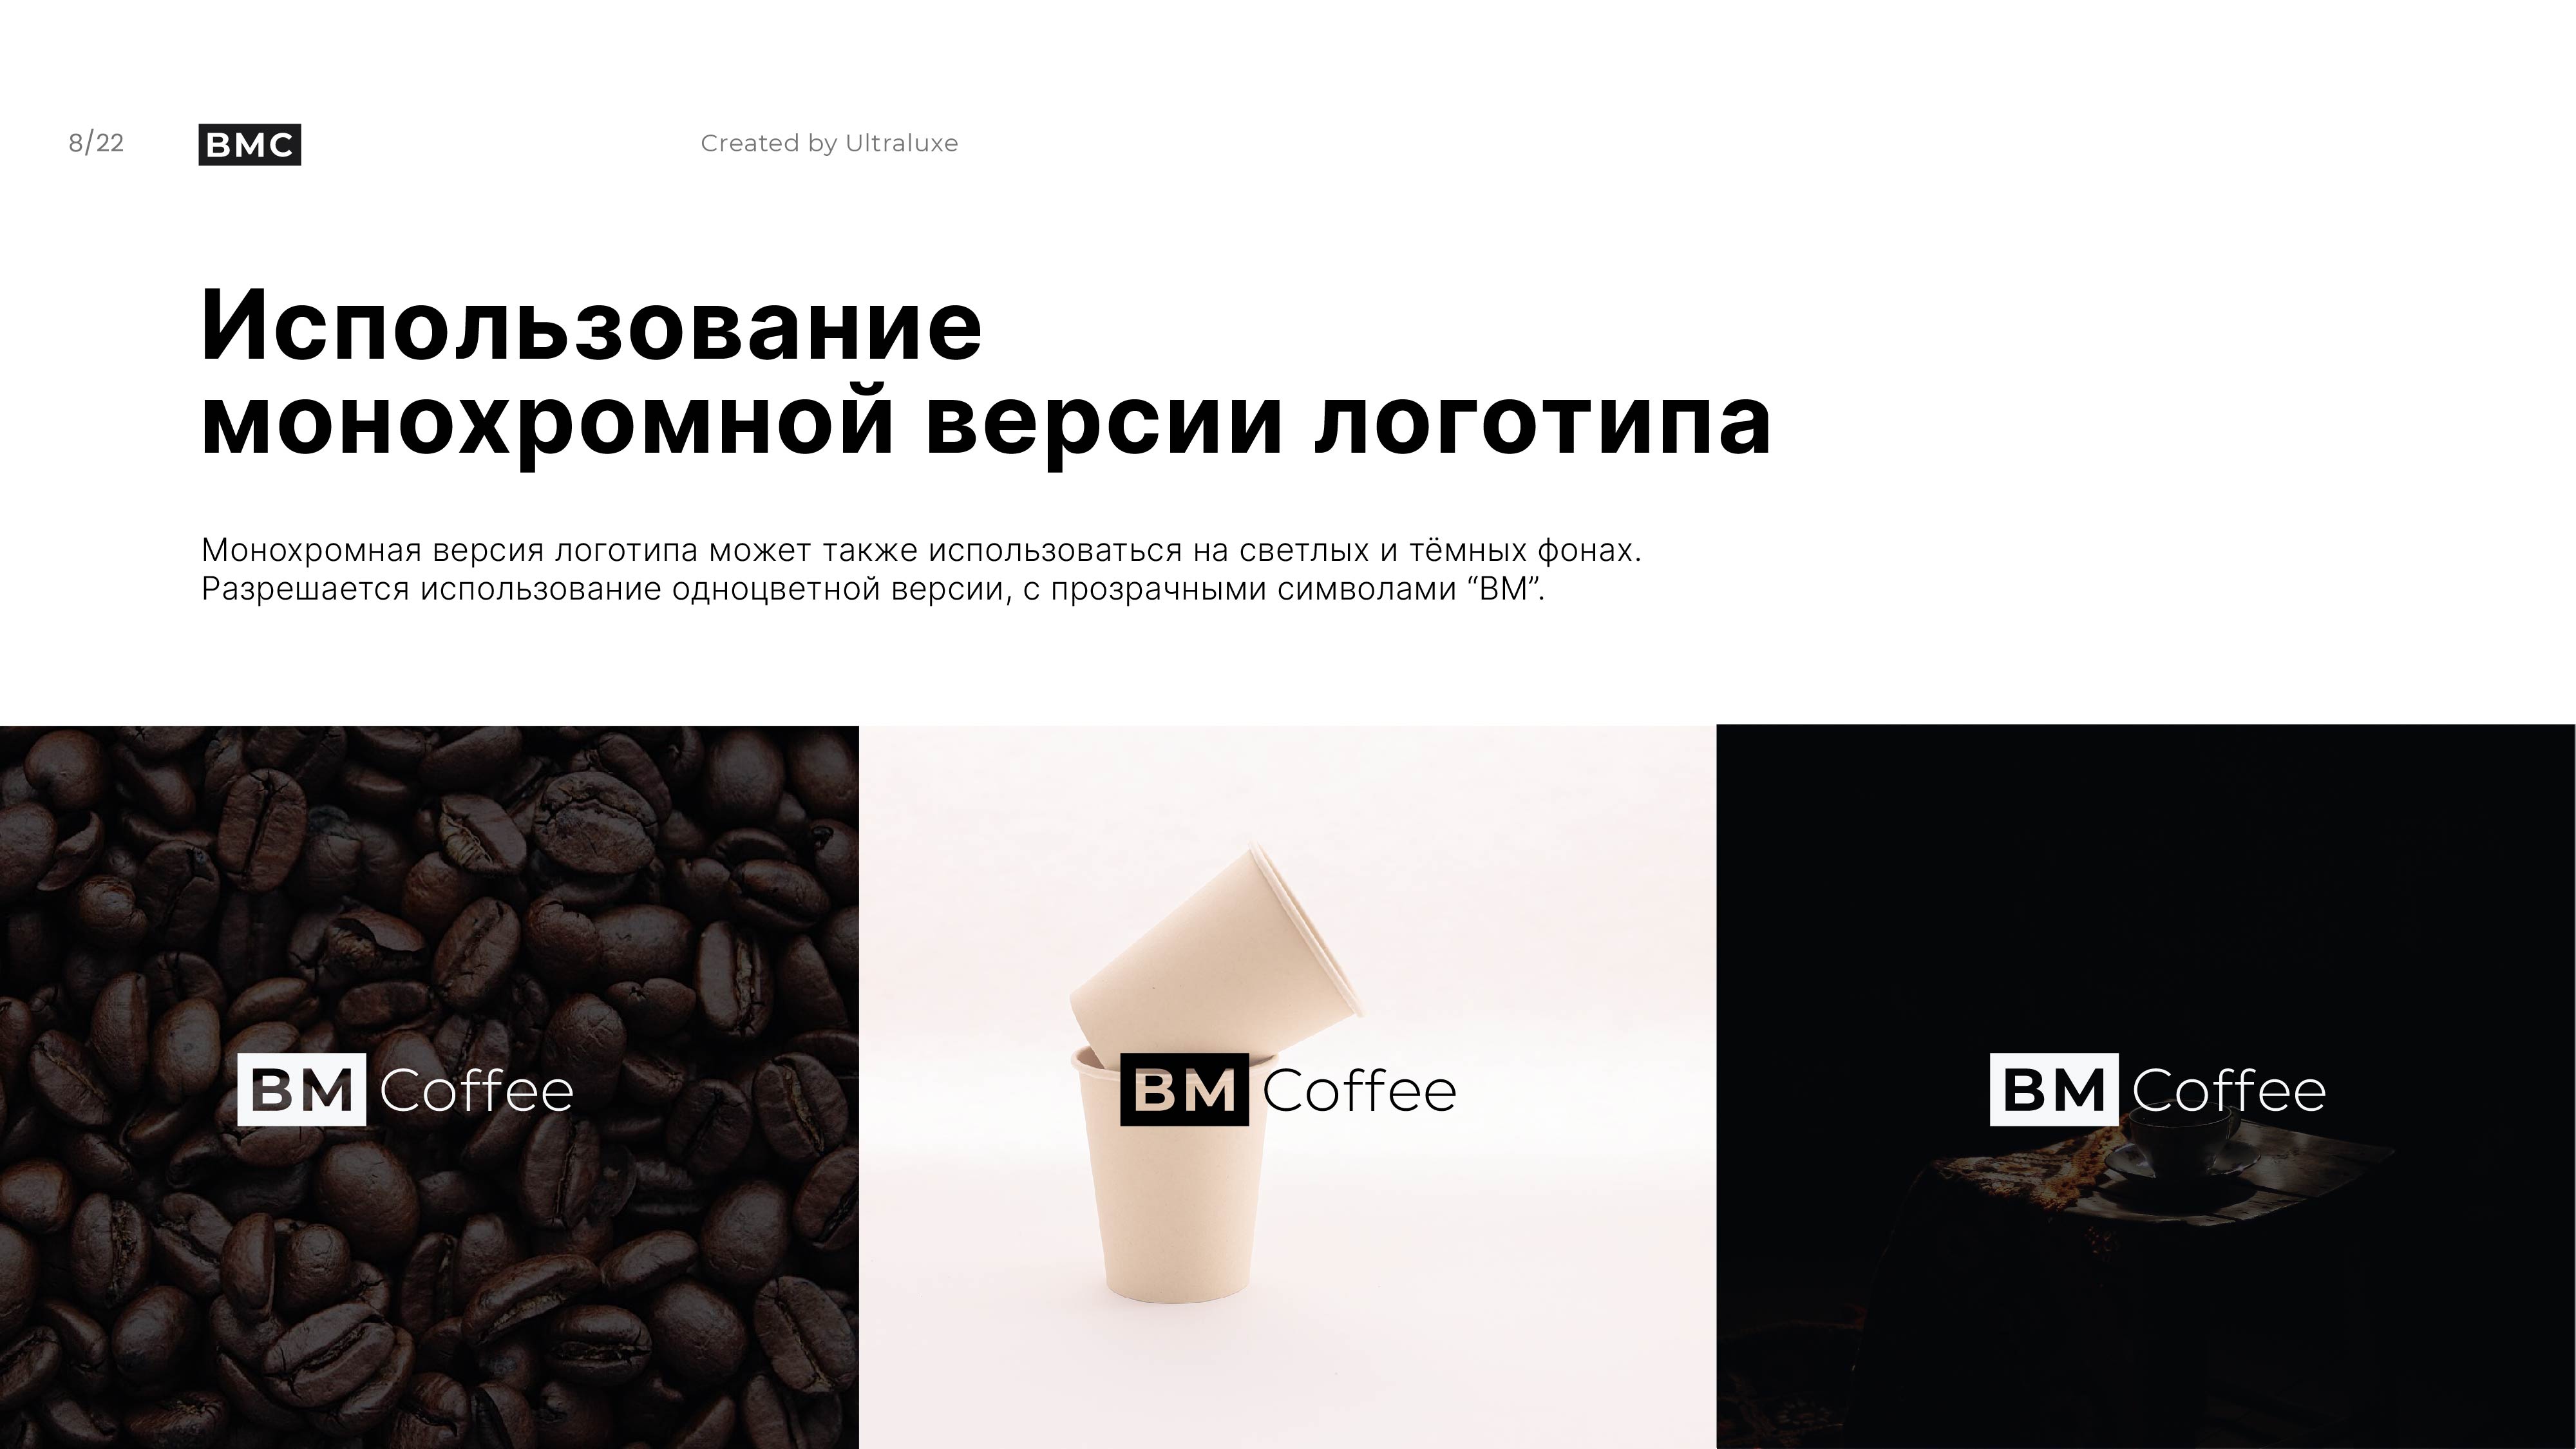 8/22
BMC
Created by Ultraluxe
Использование
монохромной версии логотипа
Монохромная версия логотипа может также использоваться на светлых и тёмных фонах.
Разрешается использование одноцветной версии, с прозрачными символами “BM”.
BM Coffee
BM Coffee
BM Coffee